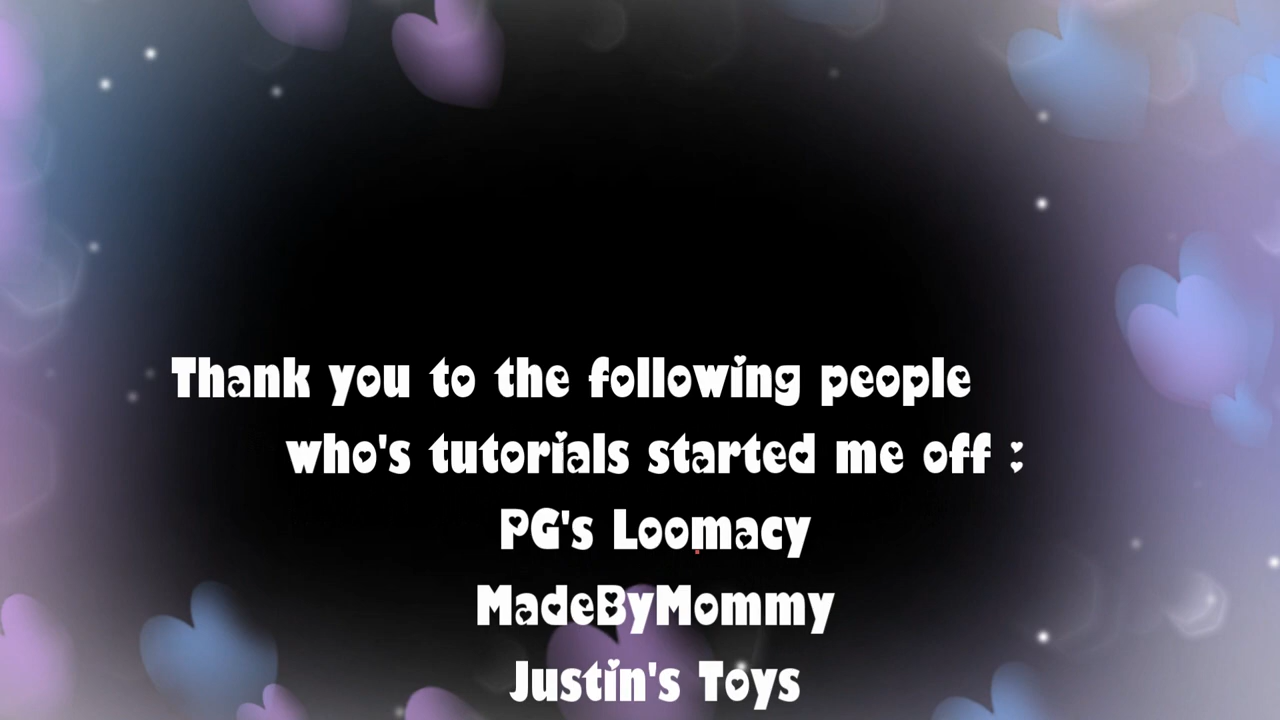 Thank you to the following people
who's tutorials started me off :
PG's Loomacy
MadeByMommy
Justin's Toys